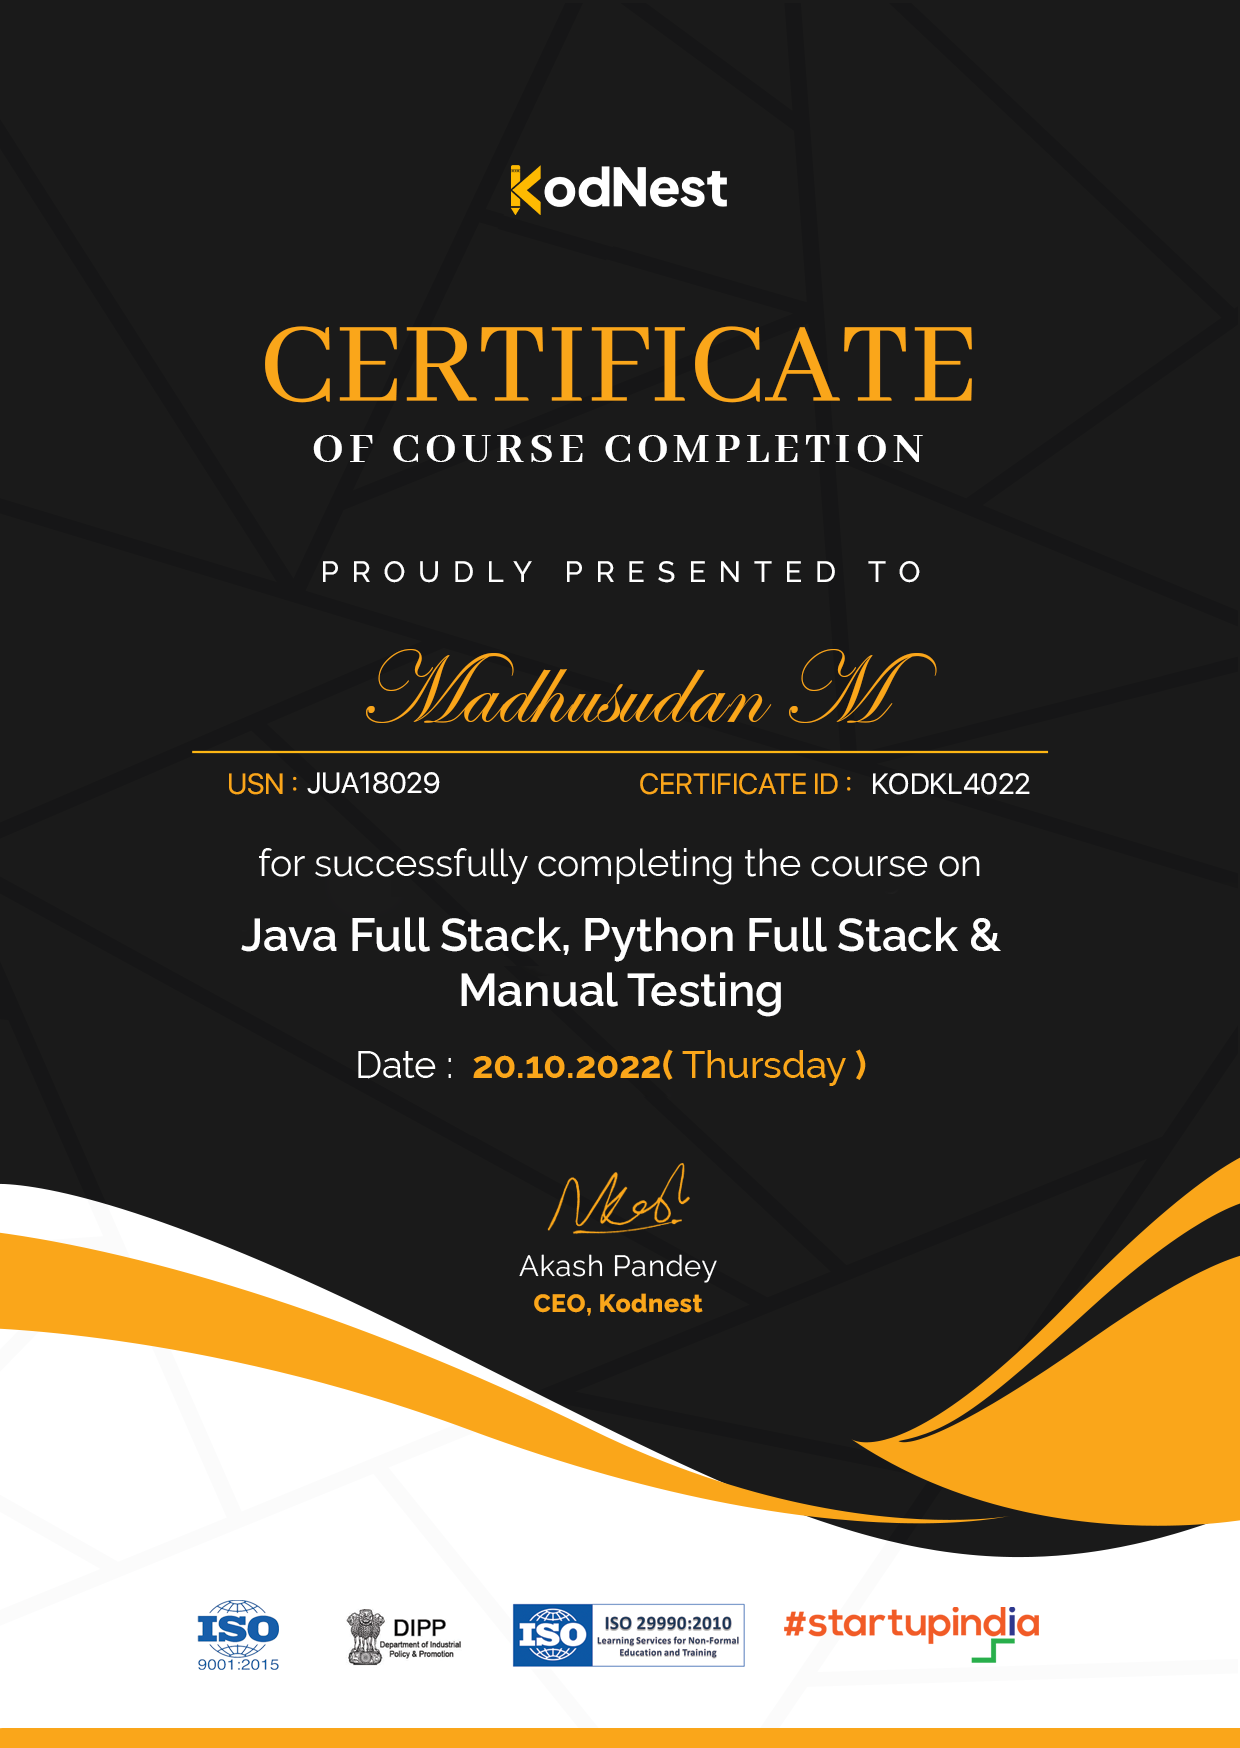 KodNest
CERTIFICATE
OF COURSE COMPLETION
PROUDLY PRESENTED TO
Madhusudan M
USN : JUA18029 CERTIFICATE ID : KODKL4022
for successfully completing the course on
Java Full Stack, Python Full Stack &
Manual Testing
Date : 20.10.2022( Thursday )
Akash Pandey
CEO, Kodnest
ISO
9001:2015
DIPP
Department of Industrial
Policy & Promotion
ISO
ISO 29990:2010
Learning Services for Non-Formal
Education and Training
#startupindia